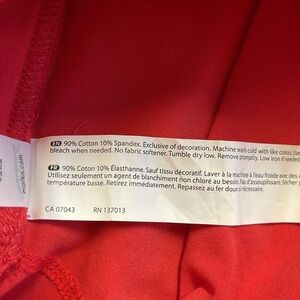 EN 90% Cotton 10% Spandex. Exclusive of decoration. Machine wash cold with like colors. Use
bleach when needed. No fabric softener. Tumble dry low. Remove promptly. Low iron if needed
FR 90% Coton 10% Élasthanne. Sauf tissu décoratif. Laver à la machine à l'eau froide avec des
Utilisez seulement un agent de blanchiment non chloré au besoin. Pas d'assouplissant. Sécher
température basse. Retirez immédiatement. Repassez au fer doux si nécessaire.
CA 07043 RN 137013
marika.com